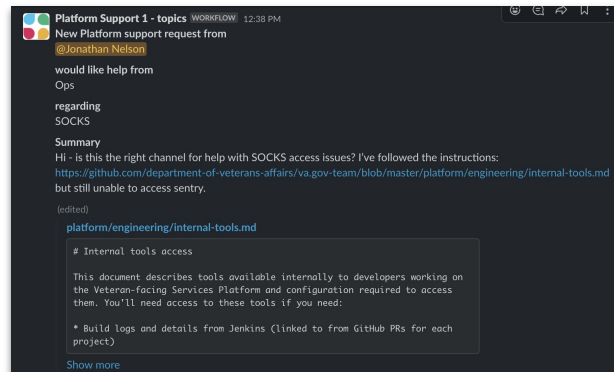 Platform Support 1 - topics WORKFLOW 12:38 PM
New Platform support request from
@Jonathan Nelson
would like help from
Ops
regarding
SOCKS
Summary
Hi - is this the right channel for help with SOCKS access issues? I've followed the instructions:
https://github.com/department-of-veterans-affairs/va.gov-team/blob/master/platform/engineering/internal-tools.md
but still unable to access sentry.
(edited)
platform/engineering/internal-tools.md
# Internal tools access
This document describes tools available internally to developers working on
the Veteran-facing Services Platform and configuration required to access
them. You'll need access to these tools if you need:
* Build logs and details from Jenkins (linked to from GitHub PRs for each
project)
Show more